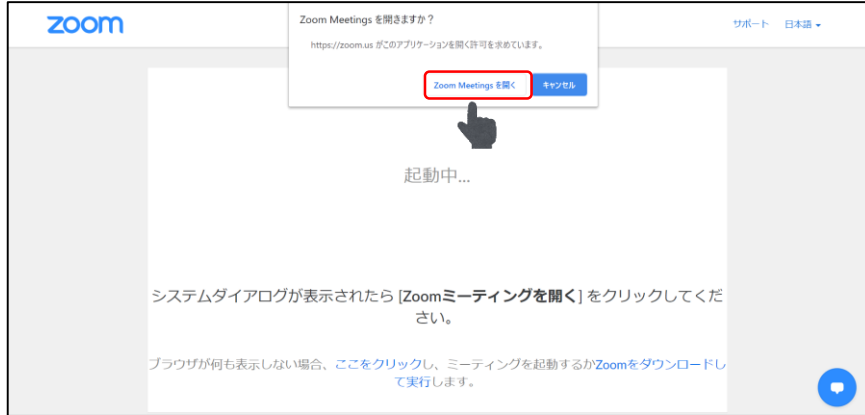 zoom
サポート 日本語
Zoom Meetings を開きますか？
https://zoom.us がこのアプリケーションを開く許可を求めています。
Zoom Meetings を開く キャンセル
起動中...
システムダイアログが表示されたら [Zoomミーティングを開く] をクリックしてくだ
さい。
ブラウザが何も表示しない場合、ここをクリックし、ミーティングを起動するかZoomをダウンロードし
て実行します。